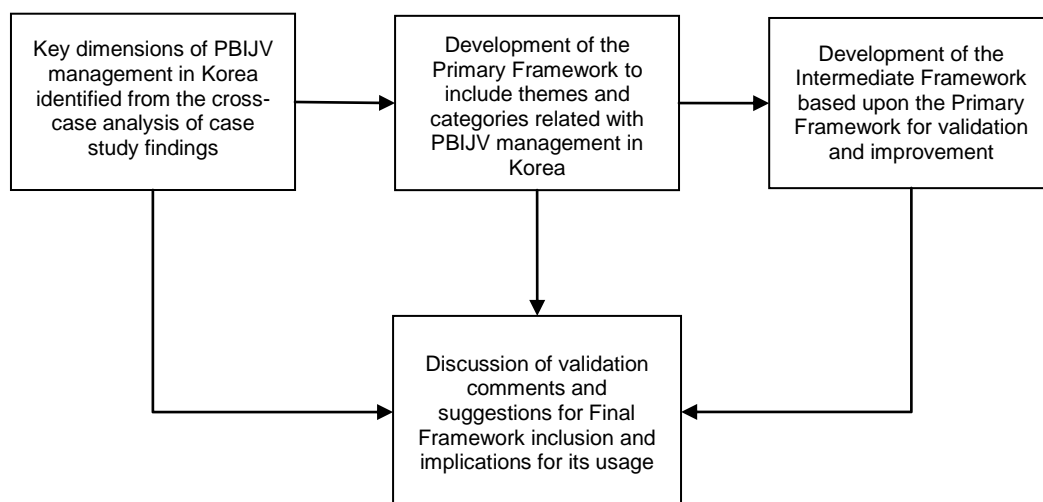 Key dimensions of PBIJV
management in Korea
identified from the cross-
case analysis of case
study findings
Development of the
Primary Framework to
include themes and
categories related with
PBIJV management in
Korea
Development of the
Intermediate Framework
based upon the Primary
Framework for validation
and improvement
Discussion of validation
comments and
suggestions for Final
Framework inclusion and
implications for its usage